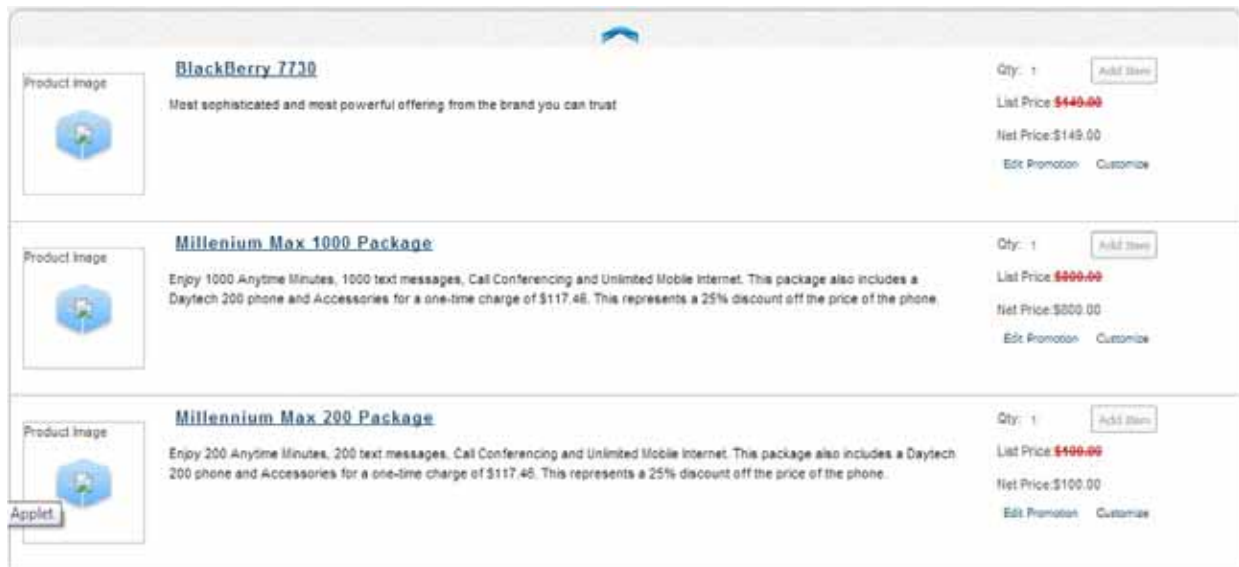 BlackBerry 7730
Qty: 1 Add Item
Product Image
Most sophisticated and most powerful offering from the brand you can trust
List Price:$149.00
Net Price:$149.00
Edit Promotion Customize
Millenium Max 1000 Package
Qty: 1 Add Item
Product Image
Enjoy 1000 Anytime Minutes, 1000 text messages, Call Conferencing and Unlimted Mobile Internet. This package also includes a
List Price:$800.00
Daytech 200 phone and Accessories for a one-time charge of $117.46. This represents a 25% discount off the price of the phone.
Net Price:$800.00
Edit Promotion Customize
Millennium Max 200 Package
Qty: 1 Add Item
Product Image
Enjoy 200 Anytime Minutes, 200 text messages, Call Conferencing and Unlimted Mobile Internet. This package also includes a Daytech
List Price:$100.00
200 phone and Accessories for a one-time charge of $117.46. This represents a 25% discount off the price of the phone.
Net Price:$100.00
Applet
Edit Promotion Customize